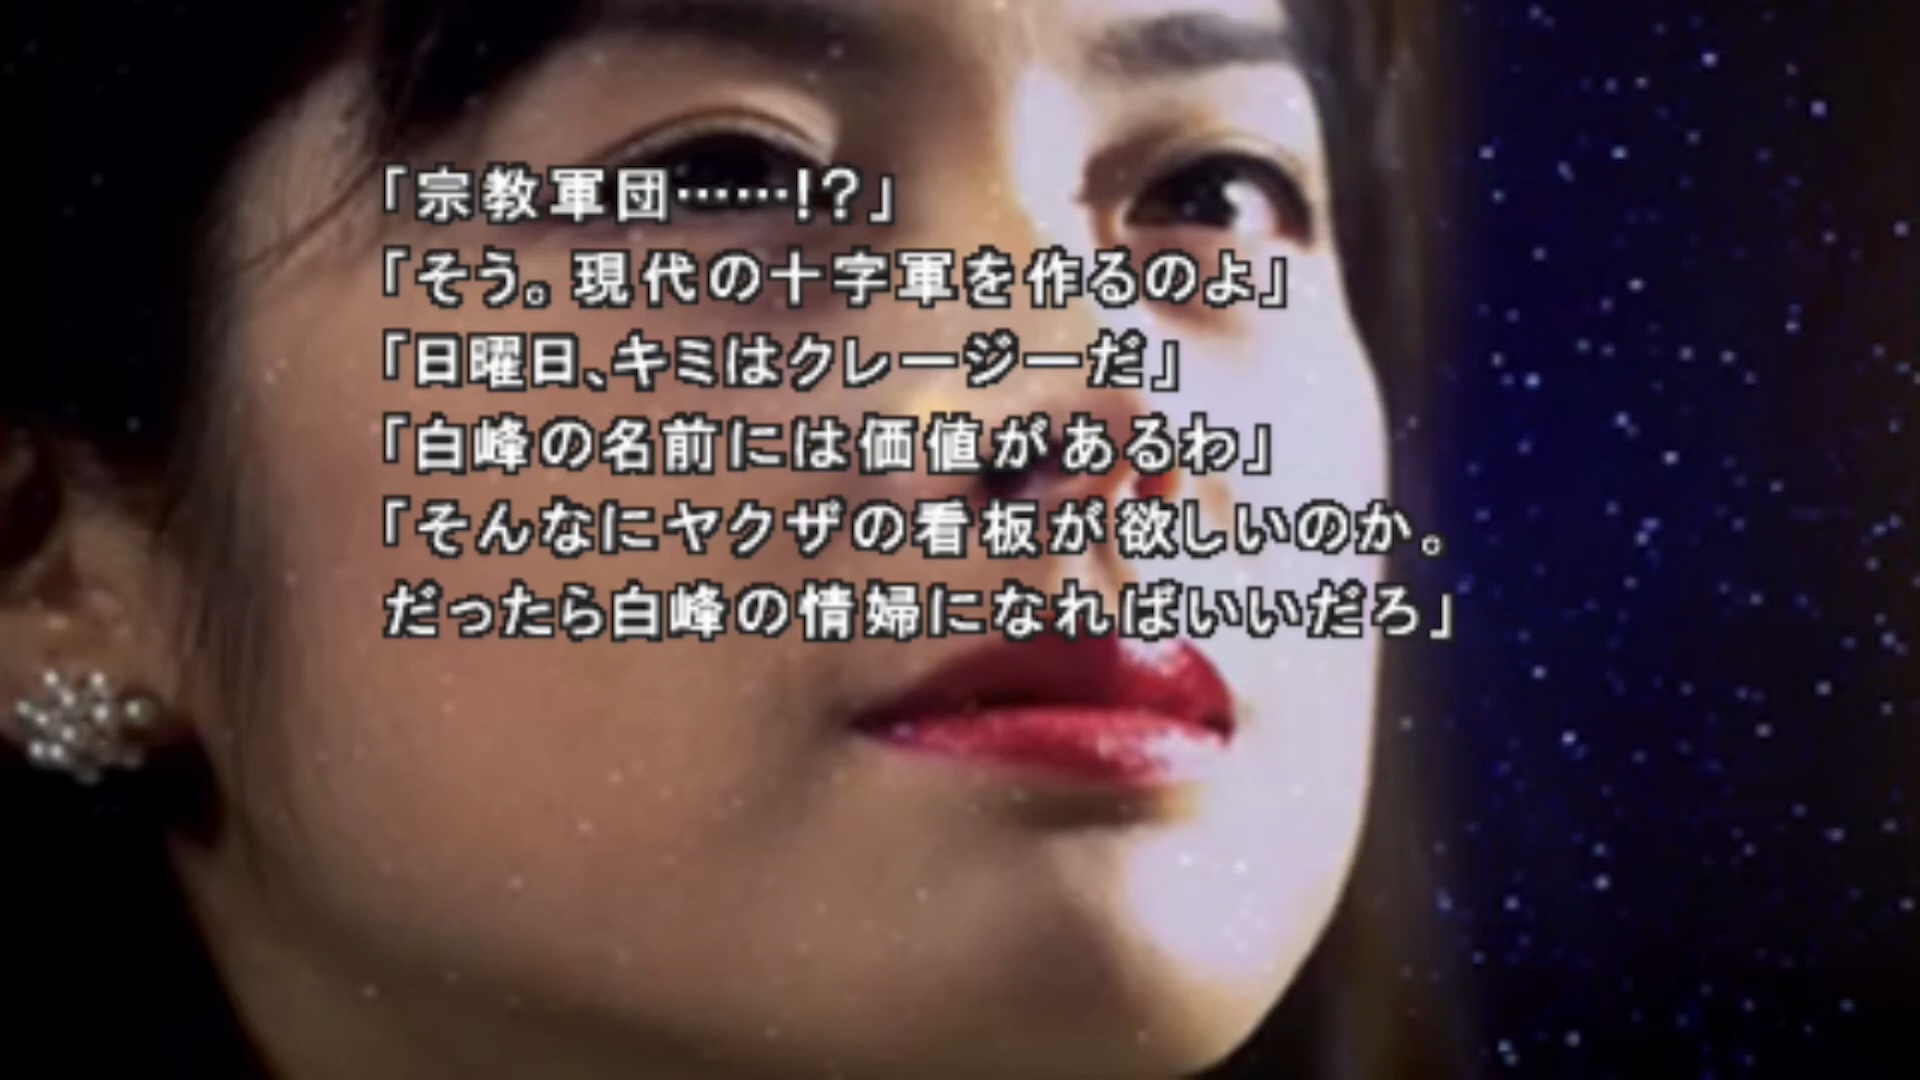 「宗教軍団……!?」
「そう。現代の十字軍を作るのよ」
「日曜日、キミはクレージーだ」
「白峰の名前には価値があるわ」
「そんなにヤクザの看板が欲しいのか。
だったら白峰の情婦になればいいだろ」